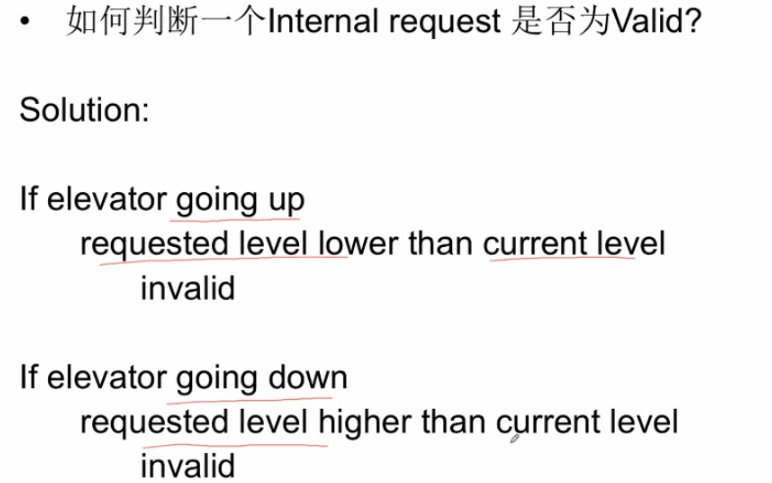 • 如何判断一个Internal request 是否为Valid?
Solution:
If elevator going up
requested level lower than current level
invalid
If elevator going down
requested level higher than current level
invalid